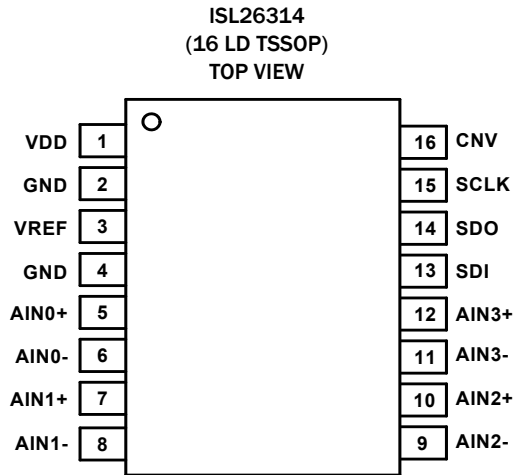 ISL26314
(16 LD TSSOP)
TOP VIEW
VDD 1 16 CNV
GND 2 15 SCLK
VREF 3 14 SDO
GND 4 13 SDI
AIN0+ 5 12 AIN3+
AIN0- 6 11 AIN3-
AIN1+ 7 10 AIN2+
AIN1- 8 9 AIN2-